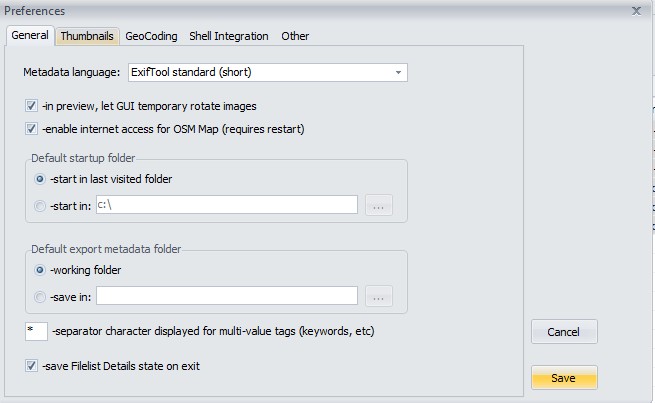 Preferences
General Thumbnails GeoCoding Shell Integration Other
Metadata language: ExifTool standard (short)
-in preview, let GUI temporary rotate images
-enable internet access for OSM Map (requires restart)
Default startup folder
-start in last visited folder
-start in: c:\ ...
Default export metadata folder
-working folder
-save in: ...
* -separator character displayed for multi-value tags (keywords, etc)
Cancel
-save Filelist Details state on exit
Save